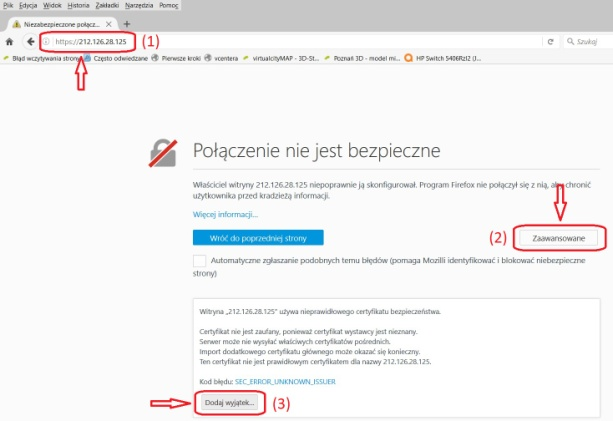 Plik Edycja Widok Historia Zakładki Narzędzia Pomoc
Niezabezpieczone połącz...
https://212.126.28.125 (1)
Szukaj
Błąd wczytywania strony Często odwiedzane Pierwsze kroki vcentera virtualcityMAP - 3D-St... Poznań 3D - model mi... HP Switch 5406Rzl2 (J...
Połączenie nie jest bezpieczne
Właściciel witryny 212.126.28.125 niepoprawnie ją skonfigurował. Program Firefox nie połączył się z nią, aby chronić
użytkownika przed kradzieżą informacji.
Więcej informacji...
Wróć do poprzedniej strony (2) Zaawansowane
Automatyczne zgłaszanie podobnych temu błędów (pomaga Mozilli identyfikować i blokować niebezpieczne
strony)
Witryna „212.126.28.125” używa nieprawidłowego certyfikatu bezpieczeństwa.
Certyfikat nie jest zaufany, ponieważ certyfikat wystawcy jest nieznany.
Serwer może nie wysyłać właściwych certyfikatów pośrednich.
Import dodatkowego certyfikatu głównego może okazać się konieczny.
Ten certyfikat nie jest prawidłowym certyfikatem dla nazwy 212.126.28.125.
Kod błędu: SEC_ERROR_UNKNOWN_ISSUER
Dodaj wyjątek... (3)